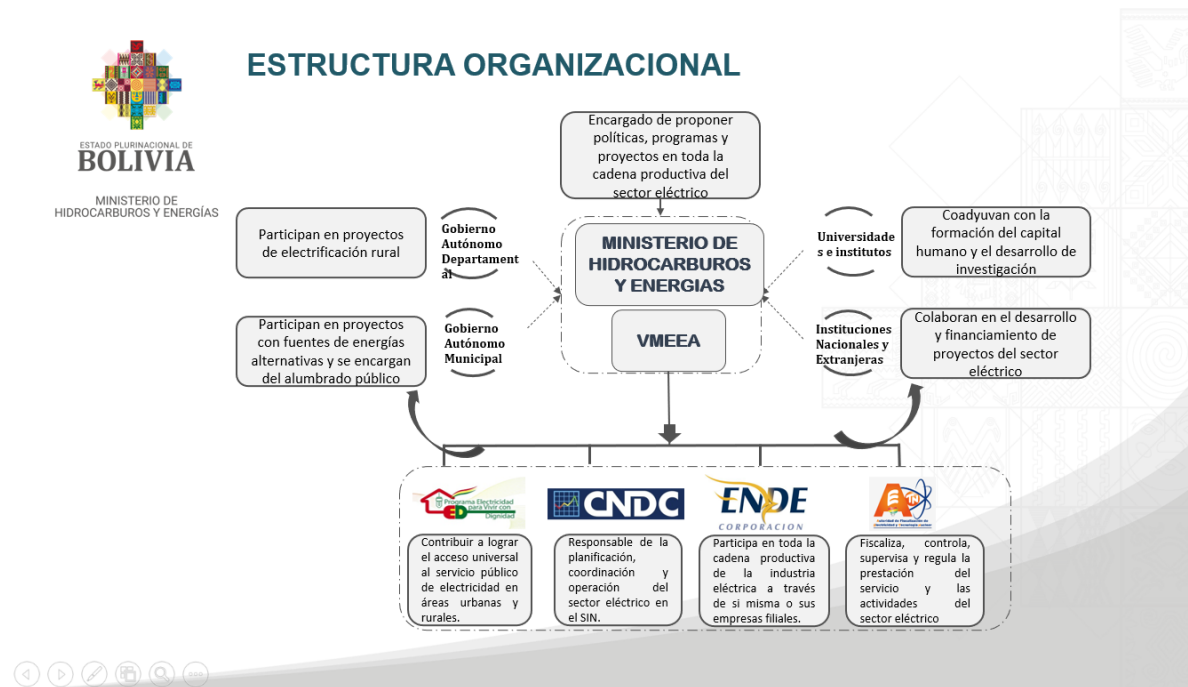 ESTRUCTURA ORGANIZACIONAL
ESTADO PLURINACIONAL DE
BOLIVIA
MINISTERIO DE
HIDROCARBUROS Y ENERGÍAS
Encargado de proponer
políticas, programas y
proyectos en toda la
cadena productiva del
sector eléctrico
Participan en proyectos
de electrificación rural
Gobierno
Autónomo
Departament
al
MINISTERIO DE
HIDROCARBUROS
Y ENERGIAS
Universidade
s e institutos
Coadyuvan con la
formación del capital
humano y el desarrollo de
investigación
Participan en proyectos
con fuentes de energías
alternativas y se encargan
del alumbrado público
Gobierno
Autónomo
Municipal
VMEEA
Instituciones
Nacionales y
Extranjeras
Colaboran en el desarrollo
y financiamiento de
proyectos del sector
eléctrico
Programa Electricidad
para Vivir con
Dignidad
CNDC
ENDE
CORPORACION
Autoridad de Fiscalización de
Electricidad y Tecnología Nuclear
Contribuir a lograr
el acceso universal
al servicio público
de electricidad en
áreas urbanas y
rurales.
Responsable de la
planificación,
coordinación y
operación del
sector eléctrico en
el SIN.
Participa en toda la
cadena productiva
de la industria
eléctrica a través
de si misma o sus
empresas filiales.
Fiscaliza, controla,
supervisa y regula la
prestación del
servicio y las
actividades del
sector eléctrico